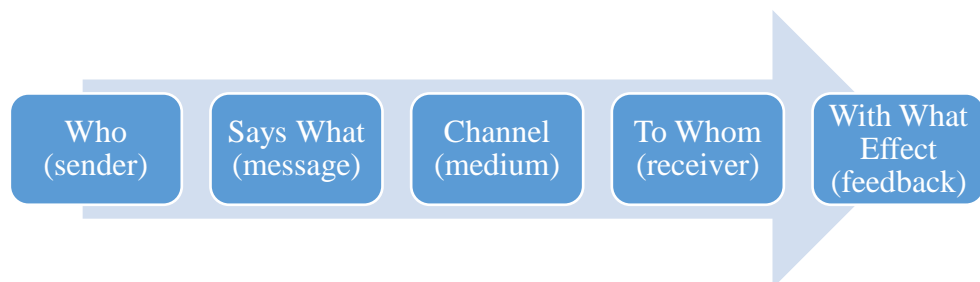 Who
(sender)
Says What
(message)
Channel
(medium)
To Whom
(receiver)
With What
Effect
(feedback)